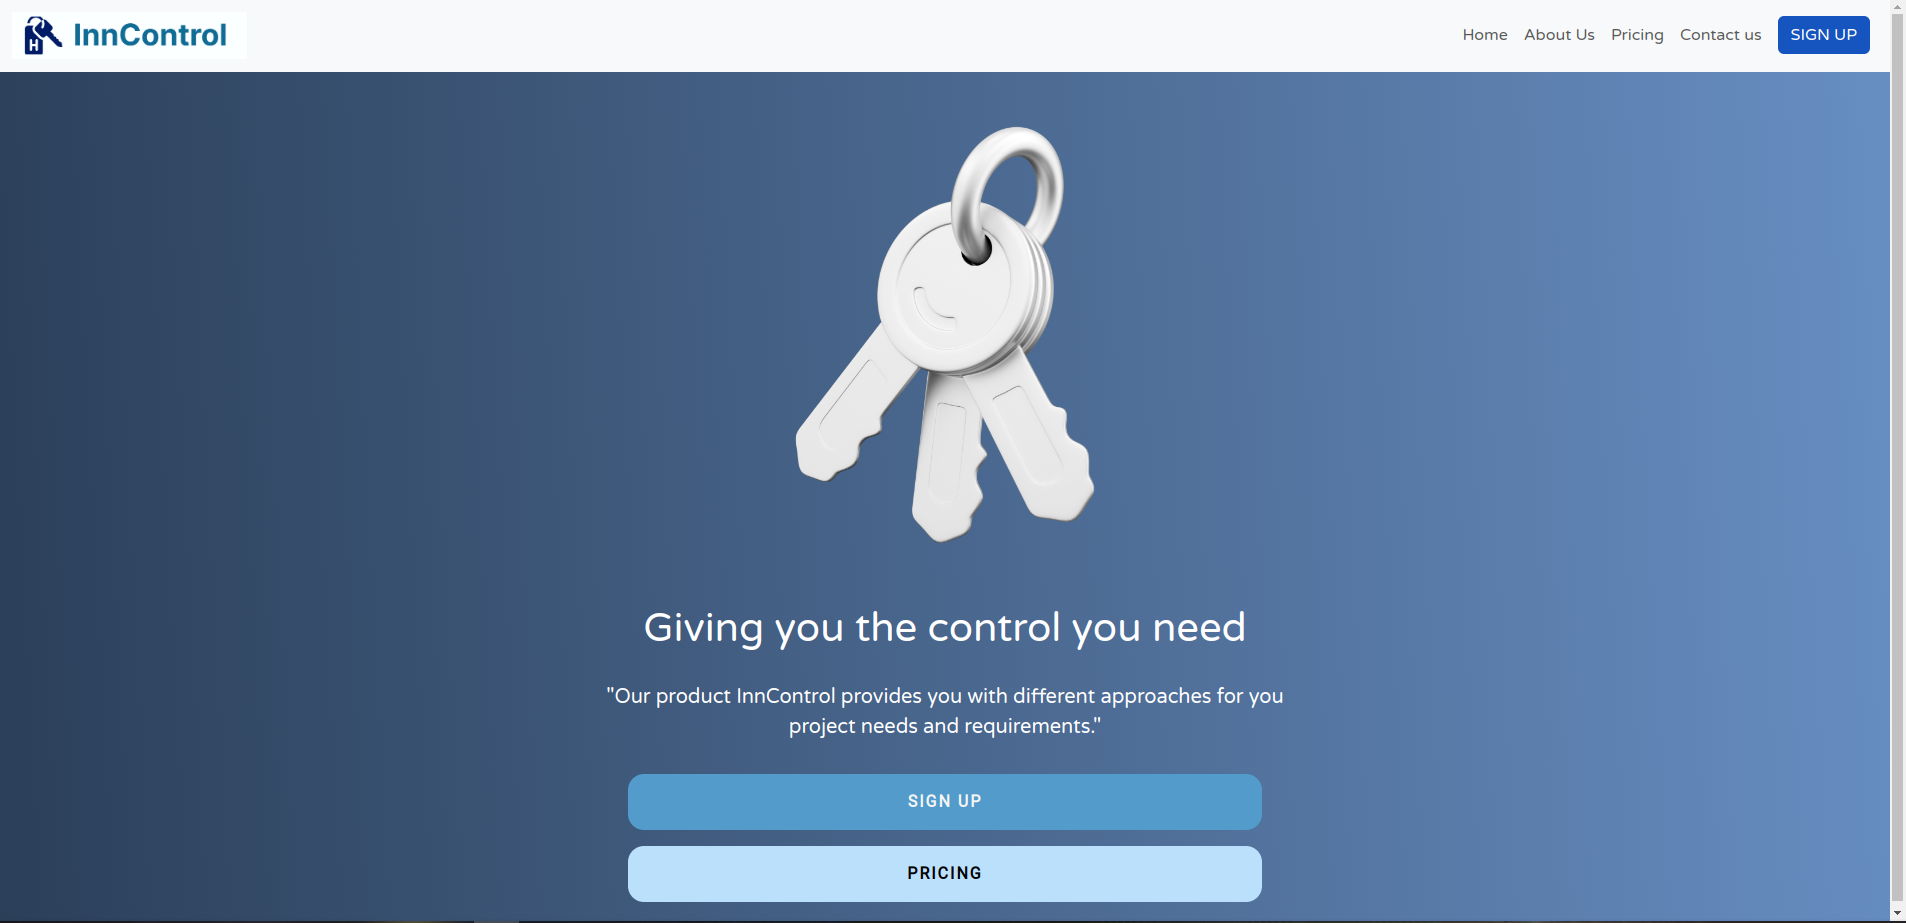 H
InnControl
Home About Us Pricing Contact us SIGN UP
Giving you the control you need
"Our product InnControl provides you with different approaches for you
project needs and requirements."
SIGN UP
PRICING